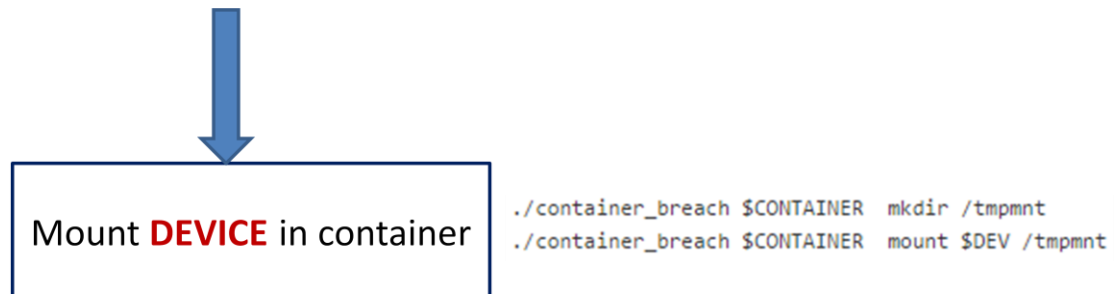 Mount DEVICE in container
./container_breach $CONTAINER  mkdir /tmpmnt
./container_breach $CONTAINER  mount $DEV /tmpmnt